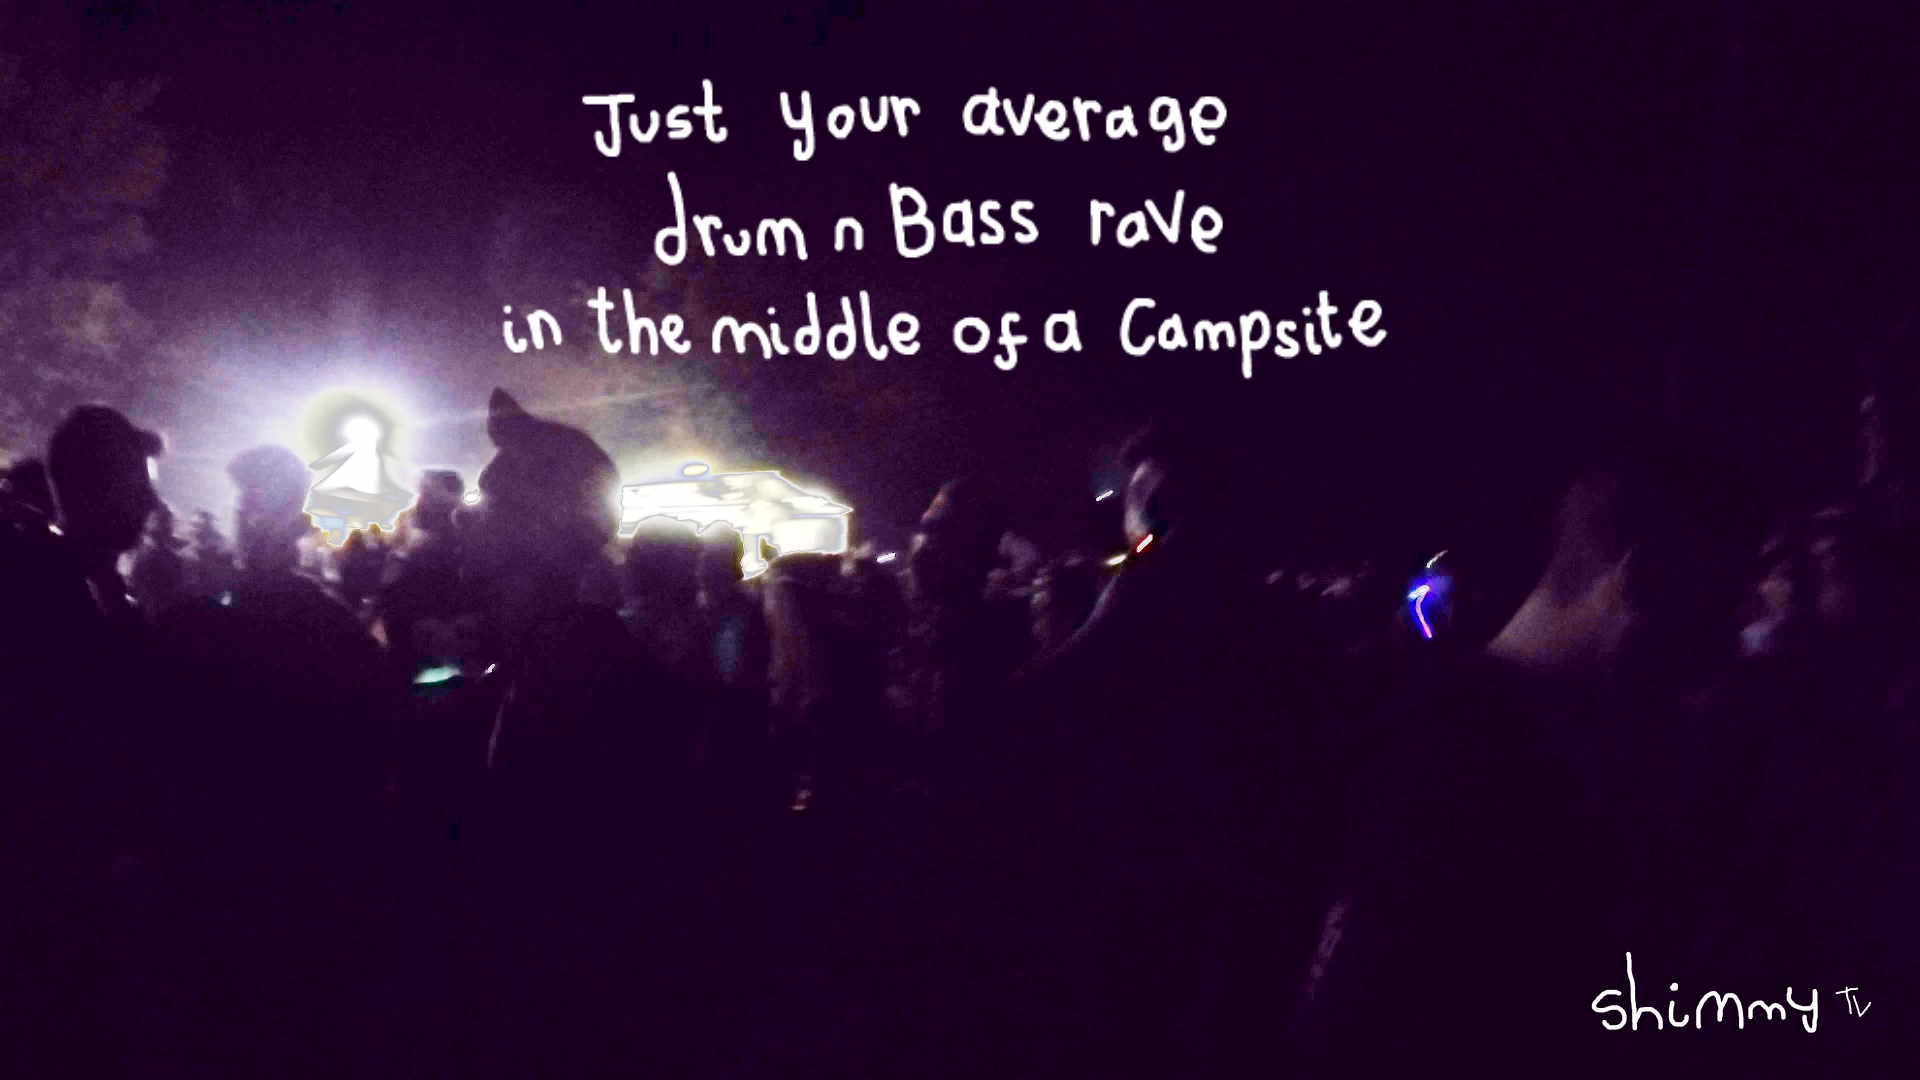 Just your average
drum n Bass rave
in the middle of a Campsite
shimmy TV